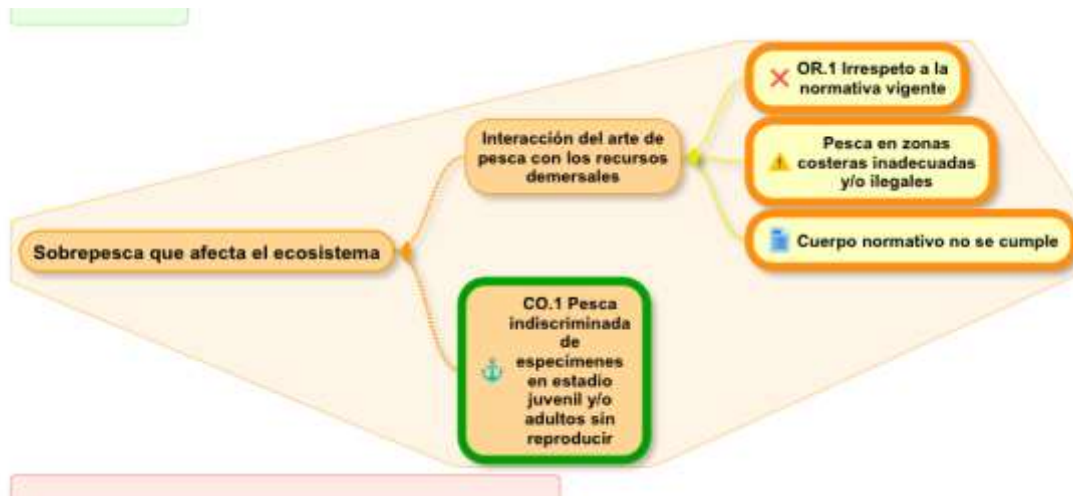 OR.1 Irrespeto a la
normativa vigente
Interacción del arte de
pesca con los recursos
demersales
Pesca en zonas
costeras inadecuadas
y/o ilegales
Sobrepesca que afecta el ecosistema
Cuerpo normativo no se cumple
CO.1 Pesca
indiscriminada
de
especímenes
en estadio
juvenil y/o
adultos sin
reproducir